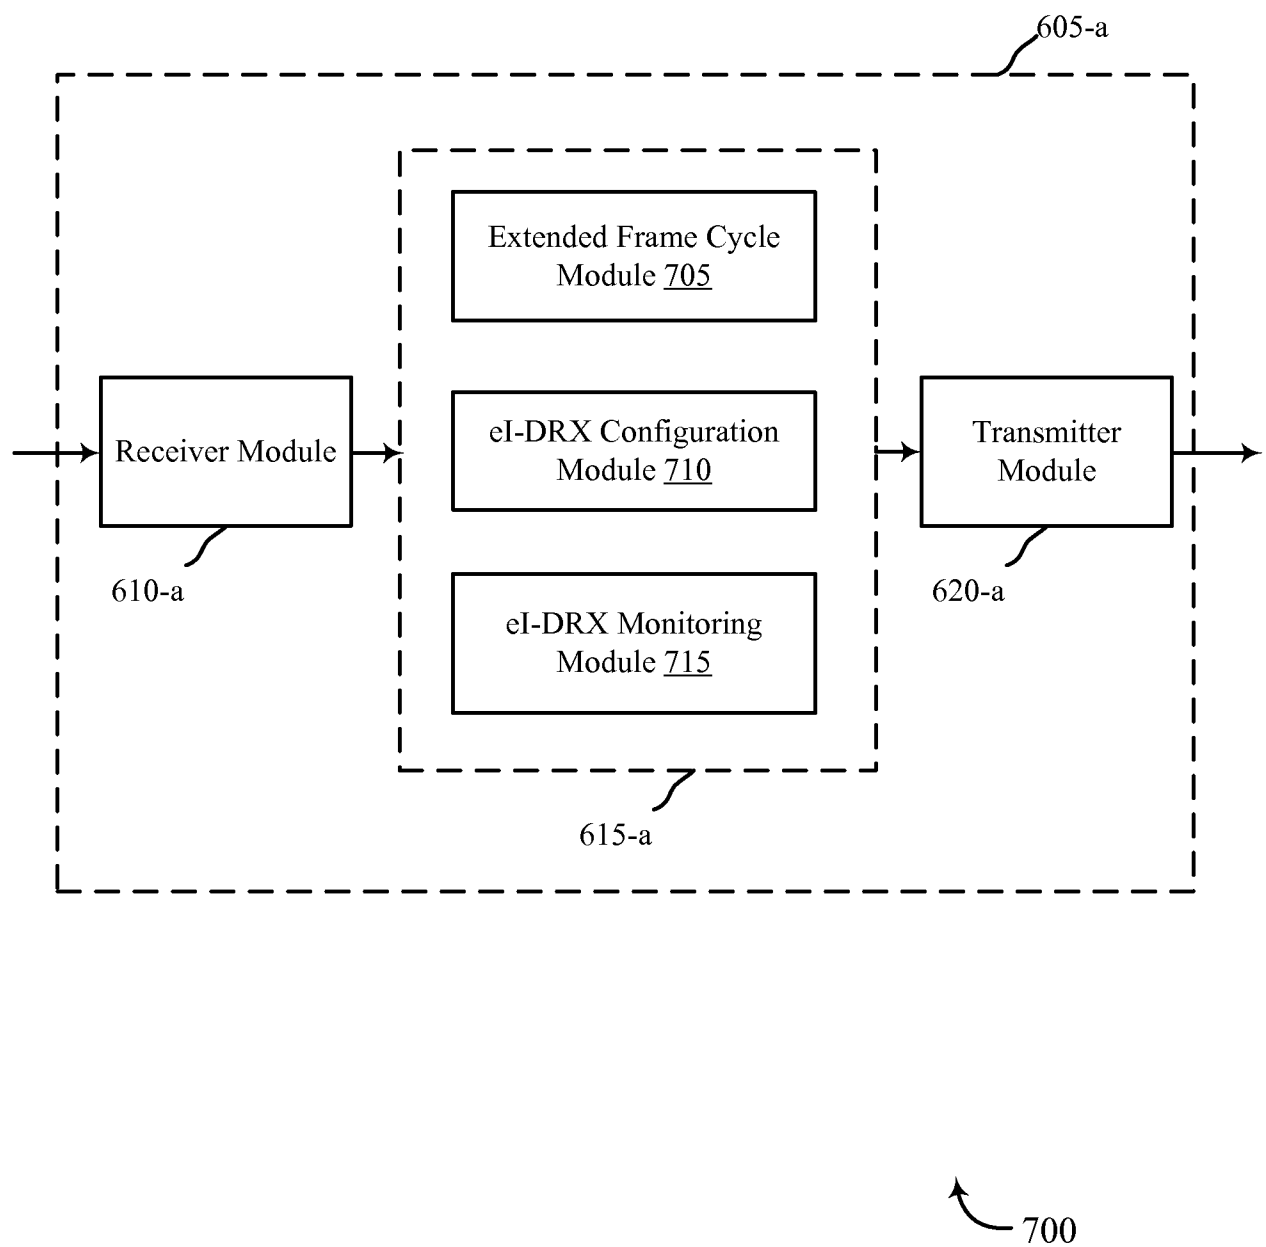 605-a
Extended Frame Cycle
Module 705
Receiver Module
eI-DRX Configuration
Module 710
Transmitter
Module
610-a
620-a
eI-DRX Monitoring
Module 715
615-a
700